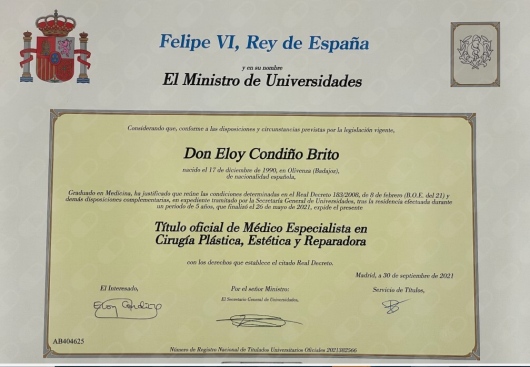 Felipe VI, Rey de España
y en su nombre
El Ministro de Universidades
Considerando que, conforme a las disposiciones y circunstancias previstas por la legislación vigente,
Don Eloy Condiño Brito
nacido el 17 de diciembre de 1990, en Olivenza (Badajoz),
de nacionalidad española,
Graduado en Medicina, ha justificado que reúne las condiciones determinadas en el Real Decreto 183/2008, de 8 de febrero (B.O.E. del 21) y
demás disposiciones complementarias, en expediente tramitado por la Secretaría General de Universidades, tras la residencia efectuada durante
un periodo de 5 años, que finalizó el 26 de mayo de 2021, expide el presente
Título oficial de Médico Especialista en
Cirugía Plástica, Estética y Reparadora
con los derechos que establece el citado Real Decreto.
Madrid, a 30 de septiembre de 2021
El Interesado,
Por el señor Ministro:
Servicio de Títulos,
El Secretario General de Universidades,
Eloy Condiño
AB404625
Número de Registro Nacional de Titulados Universitarios Oficiales 2021/082566